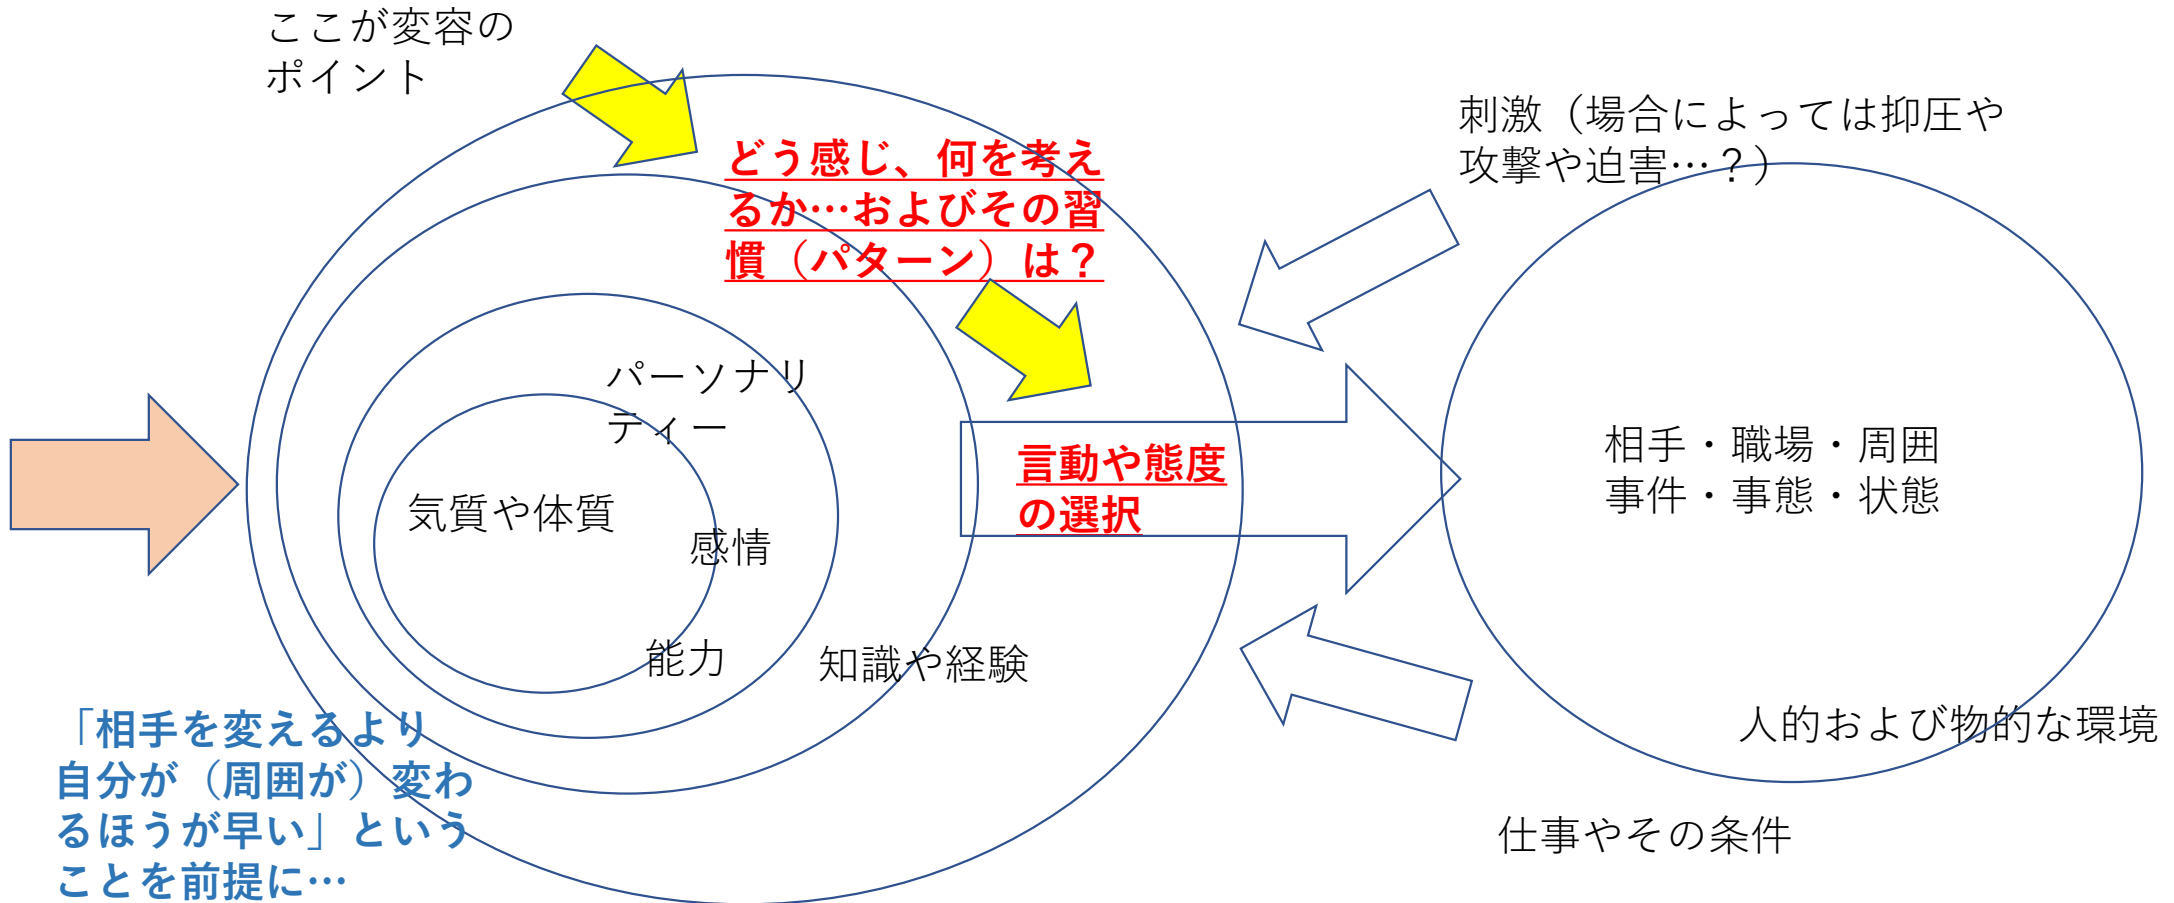 ここが変容の
ポイント
刺激（場合によっては抑圧や
攻撃や迫害…？）
どう感じ、何を考え
るか…およびその習
慣（パターン）は？
パーソナリ
ティー
気質や体質
感情
能力
知識や経験
言動や態度
の選択
相手・職場・周囲
事件・事態・状態
人的および物的な環境
仕事やその条件
「相手を変えるより
自分が（周囲が）変わ
るほうが早い」という
ことを前提に…